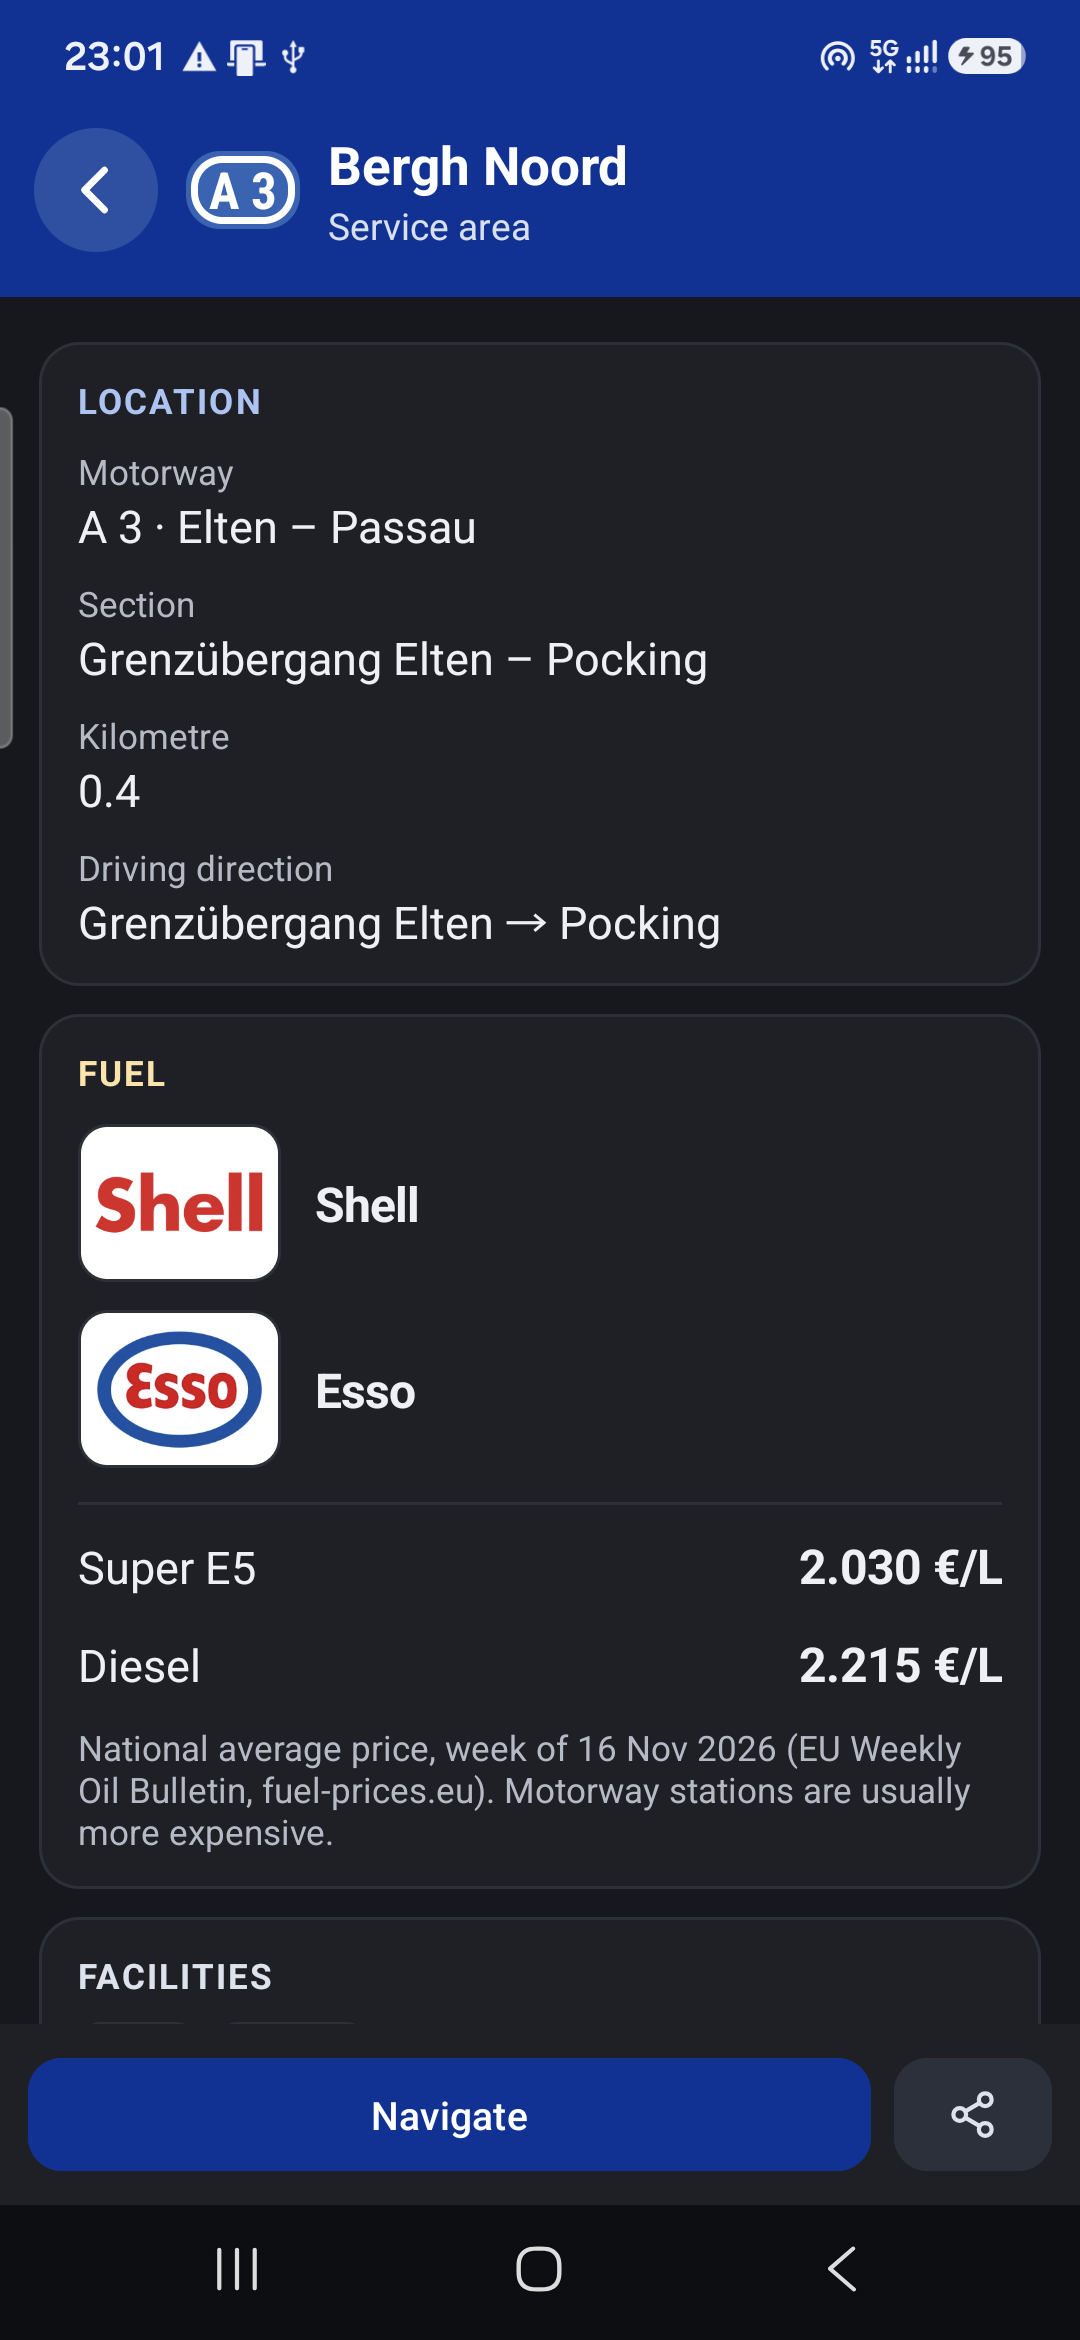 23:01
5G
95
A 3
Bergh Noord
Service area
LOCATION
Motorway
A 3 · Elten – Passau
Section
Grenzübergang Elten – Pocking
Kilometre
0.4
Driving direction
Grenzübergang Elten → Pocking
FUEL
Shell
Shell
Esso
Esso
Super E5
2.030 €/L
Diesel
2.215 €/L
National average price, week of 16 Nov 2026 (EU Weekly
Oil Bulletin, fuel-prices.eu). Motorway stations are usually
more expensive.
FACILITIES
Navigate